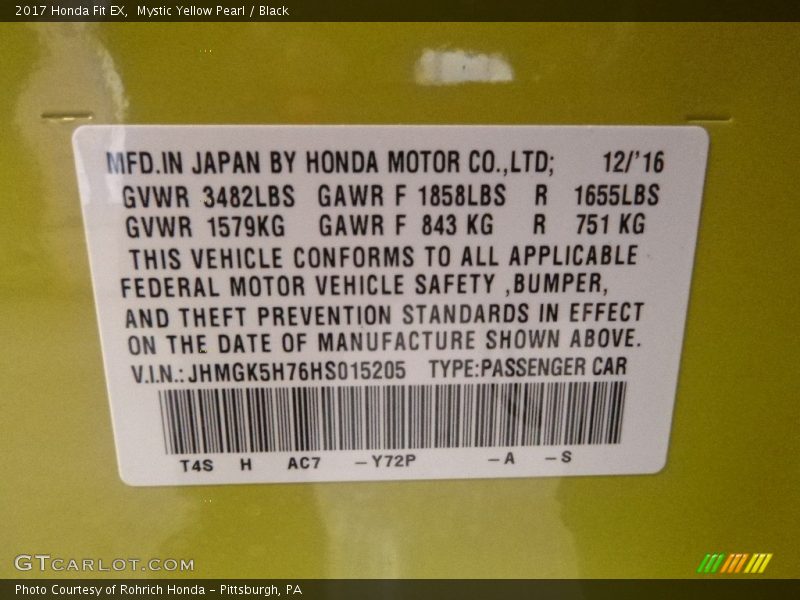 2017 Honda Fit EX,  Mystic Yellow Pearl / Black
MFD.IN JAPAN BY HONDA MOTOR CO.,LTD; 12/'16
GVWR 3482LBS GAWR F 1858LBS R 1655LBS
GVWR 1579KG GAWR F 843 KG R 751 KG
THIS VEHICLE CONFORMS TO ALL APPLICABLE
FEDERAL MOTOR VEHICLE SAFETY ,BUMPER,
AND THEFT PREVENTION STANDARDS IN EFFECT
ON THE DATE OF MANUFACTURE SHOWN ABOVE.
V.I.N.: JHMGK5H76HS015205 TYPE:PASSENGER CAR
T4S H AC7 –Y72P –A –S
GTCARLOT.COM
Photo Courtesy of Rohrich Honda – Pittsburgh, PA